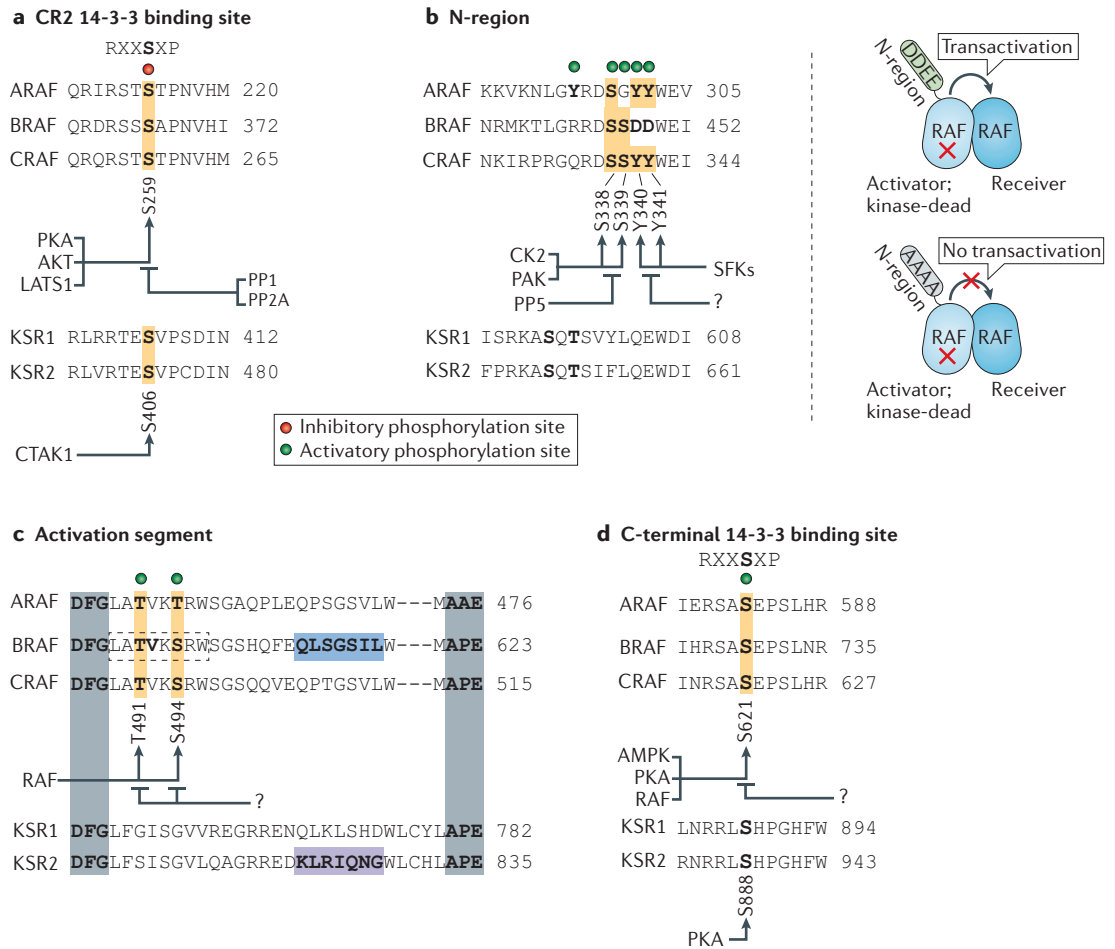 a CR2 14-3-3 binding site
RXXSXP
ARAF QRIRSTSTPNVHM 220
BRAF QRDRSSSAPNVHI 372
CRAF QRQRSTSTPNVHM 265
S259
PKA
AKT
LATS1
PP1
PP2A
KSR1 RLRRTESVPSDIN 412
KSR2 RLVRTESVPCDIN 480
S406
CTAK1
b N-region
ARAF KKVKNLGYRDSGYYWEV 305
BRAF NRMKTLGRRDSSDDWEI 452
CRAF NKIRPRGQRDSSYYWEI 344
S338
S339
Y340
Y341
CK2
PAK
PP5
SFKs
?
KSR1 ISRKASQTSVYLQEWDI 608
KSR2 FPRKASQTSIFLQEWDI 661
Inhibitory phosphorylation site
Activatory phosphorylation site
DDEE
N-region
Transactivation
RAF RAF
Activator; Receiver
kinase-dead
AAAA
N-region
No transactivation
RAF RAF
Activator; Receiver
kinase-dead
c Activation segment
ARAF DFGLATVKTRWSGAQPLEQPSGSVLW---MAAE 476
BRAF DFGLATVKSRWSGSHQFEQLSGSILW---MAPE 623
CRAF DFGLATVKSRWSGSQQVEQPTGSVLW---MAPE 515
T491
S494
RAF
?
KSR1 DFGLFGISGVVREGRRENQLKLSHDWLCYLAPE 782
KSR2 DFGLFSISGVLQAGRREDKLRIQNGWLCHLAPE 835
d C-terminal 14-3-3 binding site
RXXSXP
ARAF IERSASEPSLHR 588
BRAF IHRSASEPSLNR 735
CRAF INRSASEPSLHR 627
S621
AMPK
PKA
RAF
?
KSR1 LNRRLSHPGHFW 894
KSR2 RNRRLSHPGHFW 943
S888
PKA